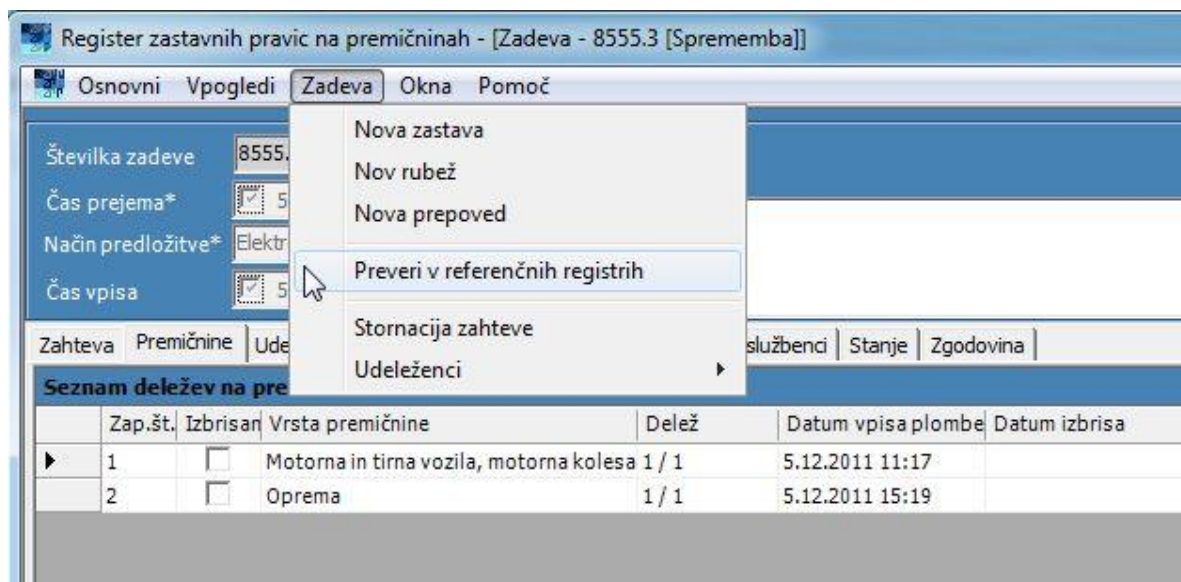 Register zastavnih pravic na premičninah - [Zadeva - 8555.3 [Sprememba]]
Osnovni Vpogledi Zadeva Okna Pomoč
Nova zastava
Nov rubež
Nova prepoved
Preveri v referenčnih registrih
Stornacija zahteve
Udeleženci
Številka zadeve 8555.
Čas prejema* 5
Način predložitve* Elektr
Čas vpisa 5
Zahteva Premičnine Ude službenci Stanje Zgodovina
Seznam deležev na pre
Zap.št. Izbrisan Vrsta premičnine Delež Datum vpisa plombe Datum izbrisa
1 Motorna in tirna vozila, motorna kolesa 1 / 1 5.12.2011 11:17
2 Oprema 1 / 1 5.12.2011 15:19